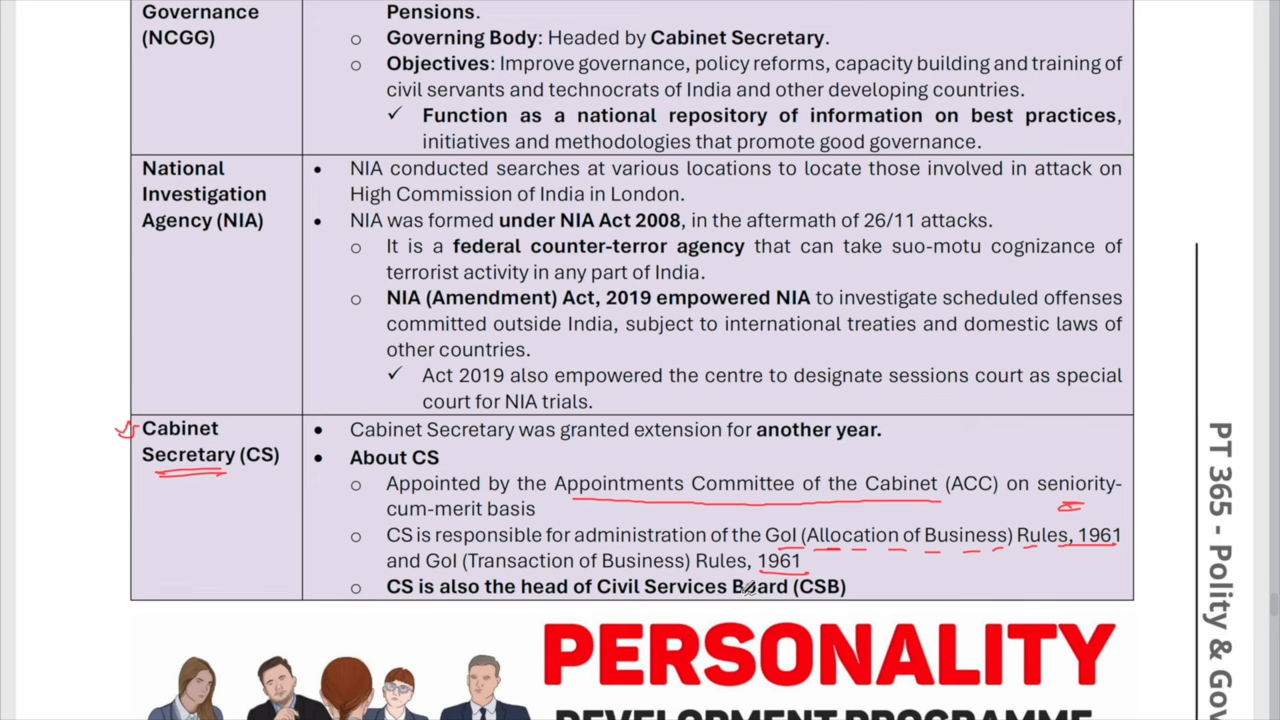 Governance
(NCGG)
Pensions.
o Governing Body: Headed by Cabinet Secretary.
o Objectives: Improve governance, policy reforms, capacity building and training of
civil servants and technocrats of India and other developing countries.
✓ Function as a national repository of information on best practices,
initiatives and methodologies that promote good governance.
National
Investigation
Agency (NIA)
• NIA conducted searches at various locations to locate those involved in attack on
High Commission of India in London.
• NIA was formed under NIA Act 2008, in the aftermath of 26/11 attacks.
o It is a federal counter-terror agency that can take suo-motu cognizance of
terrorist activity in any part of India.
o NIA (Amendment) Act, 2019 empowered NIA to investigate scheduled offenses
committed outside India, subject to international treaties and domestic laws of
other countries.
✓ Act 2019 also empowered the centre to designate sessions court as special
court for NIA trials.
Cabinet
Secretary (CS)
• Cabinet Secretary was granted extension for another year.
• About CS
o Appointed by the Appointments Committee of the Cabinet (ACC) on seniority-
cum-merit basis
o CS is responsible for administration of the GoI (Allocation of Business) Rules, 1961
and GoI (Transaction of Business) Rules, 1961
o CS is also the head of Civil Services Board (CSB)
PERSONALITY
DEVELOPMENT PROGRAMME
PT 365 - Polity & Gov